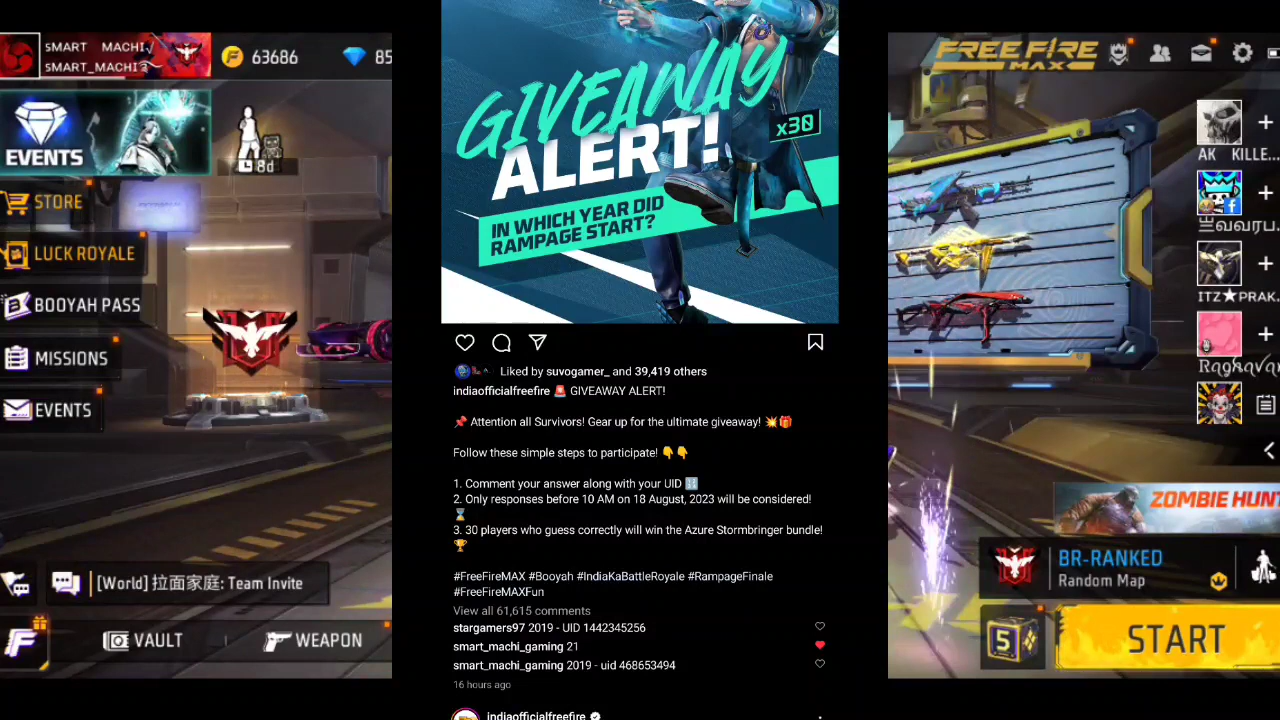 sMART MACHI
sMART_MACHI
63686
85
EVENTS
8d
STORE
LUCK ROYALE
BOOYAH PASS
MISSIONS
EVENTS
[World] 拉面家庭: Team Invite
VAULT
WEAPON
GIVEAWAY
ALERT!
x30
IN WHICH YEAR DID
RAMPAGE START?
Liked by suvogamer_ and 39,419 others
indiaofficialfreefire 🚨 GIVEAWAY ALERT!
📌 Attention all Survivors! Gear up for the ultimate giveaway! 💥🎁
Follow these simple steps to participate! 👇👇
1. Comment your answer along with your UID 🔢
2. Only responses before 10 AM on 18 August, 2023 will be considered!
⌛
3. 30 players who guess correctly will win the Azure Stormbringer bundle!
🏆
#FreeFireMAX #Booyah #IndiaKaBattleRoyale #RampageFinale
#FreeFireMAXFun
View all 61,615 comments
stargamers97 2019 - UID 1442345256
smart_machi_gaming 21
smart_machi_gaming 2019 - uid 468653494
16 hours ago
indiaofficialfreefire
FREE FIRE
MAX
AK KILLE...
ITZ★PRAK.
Raghavan
ZOMBIE HUNT
BR-RANKED
Random Map
5
START